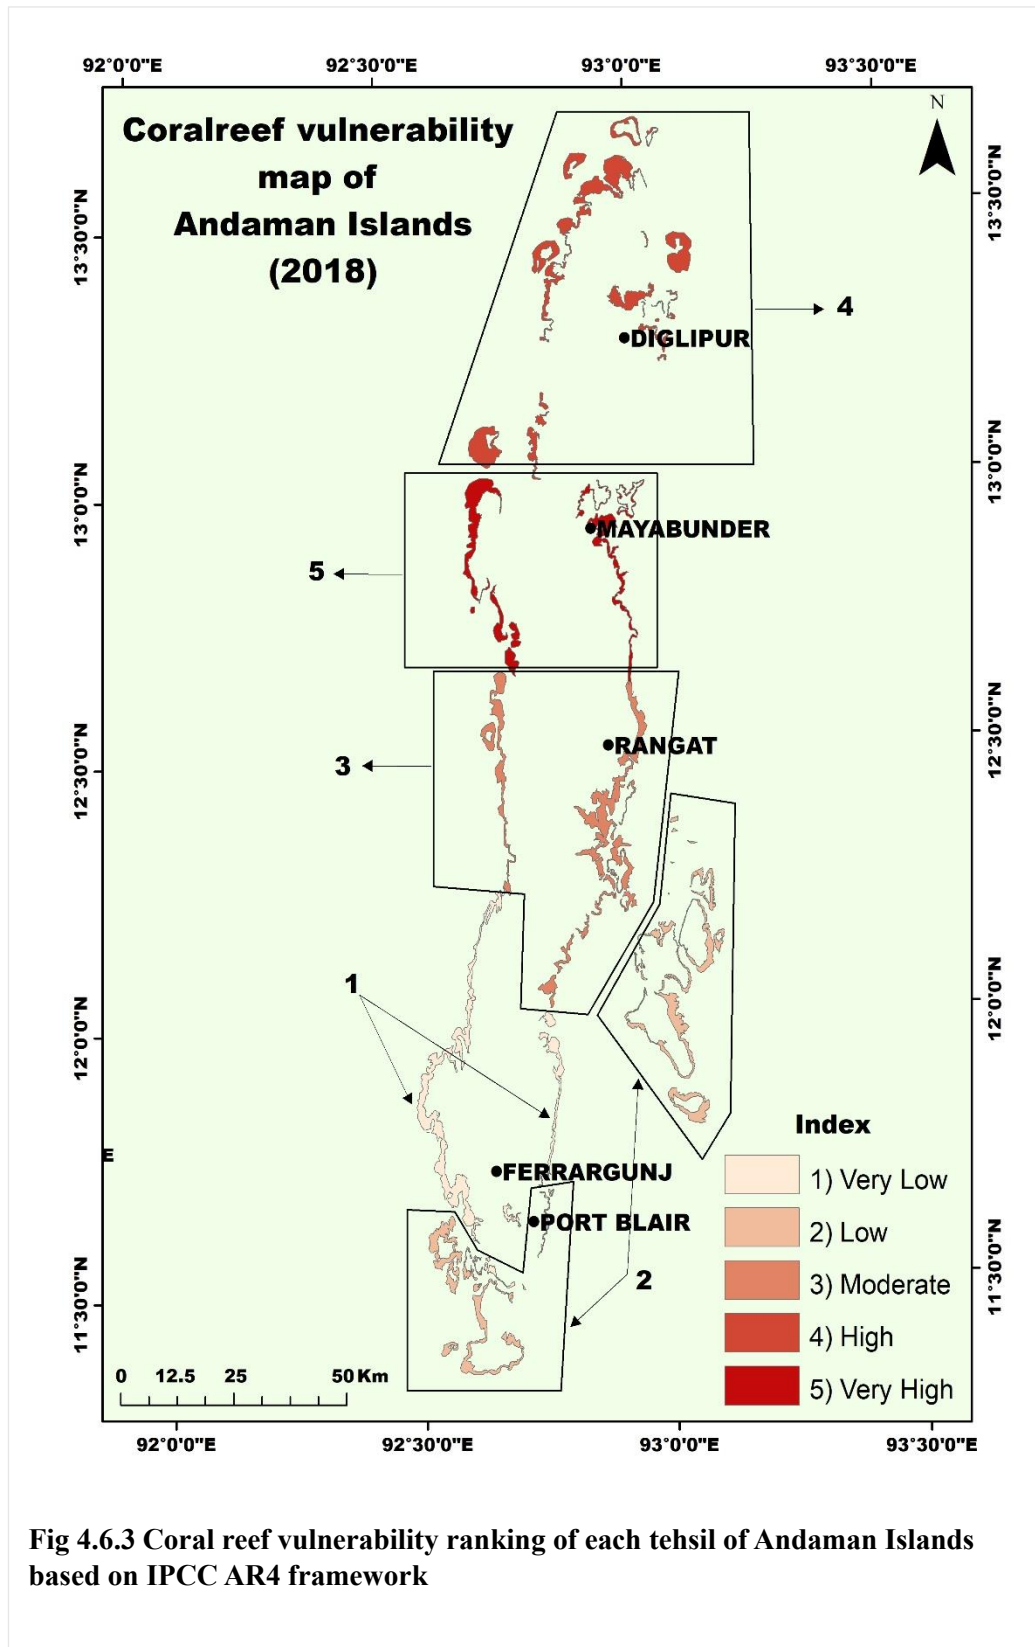 92°0'0"E 92°30'0"E 93°0'0"E 93°30'0"E
Coralreef vulnerability
map of
Andaman Islands
(2018)
N
13°30'0"N
13°30'0"N
4
DIGLIPUR
13°0'0"N
13°0'0"N
MAYABUNDER
5
12°30'0"N
12°30'0"N
RANGAT
3
1
12°0'0"N
12°0'0"N
E
FERRARGUNJ
PORT BLAIR
2
11°30'0"N
11°30'0"N
Index
1) Very Low
2) Low
3) Moderate
4) High
5) Very High
0 12.5 25 50 Km
92°0'0"E 92°30'0"E 93°0'0"E 93°30'0"E
Fig 4.6.3 Coral reef vulnerability ranking of each tehsil of Andaman Islands
based on IPCC AR4 framework